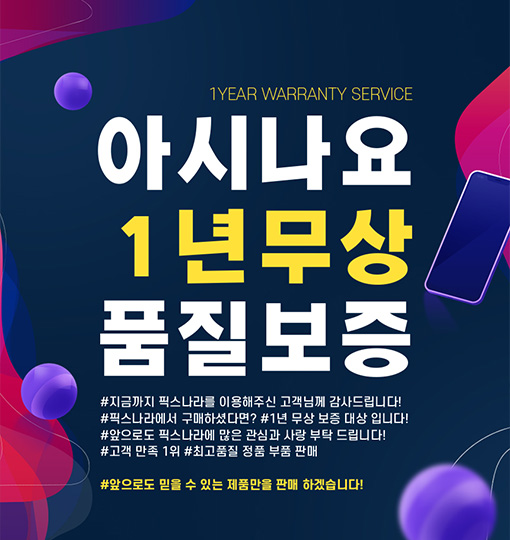 1YEAR WARRANTY SERVICE
아시나요
1년무상
품질보증
#지금까지 픽스나라를 이용해주신 고객님께 감사드립니다!
#픽스나라에서 구매하셨다면? #1년 무상 보증 대상 입니다!
#앞으로도 픽스나라에 많은 관심과 사랑 부탁 드립니다!
#고객 만족 1위 #최고품질 정품 부품 판매
#앞으로도 믿을 수 있는 제품만을 판매 하겠습니다!